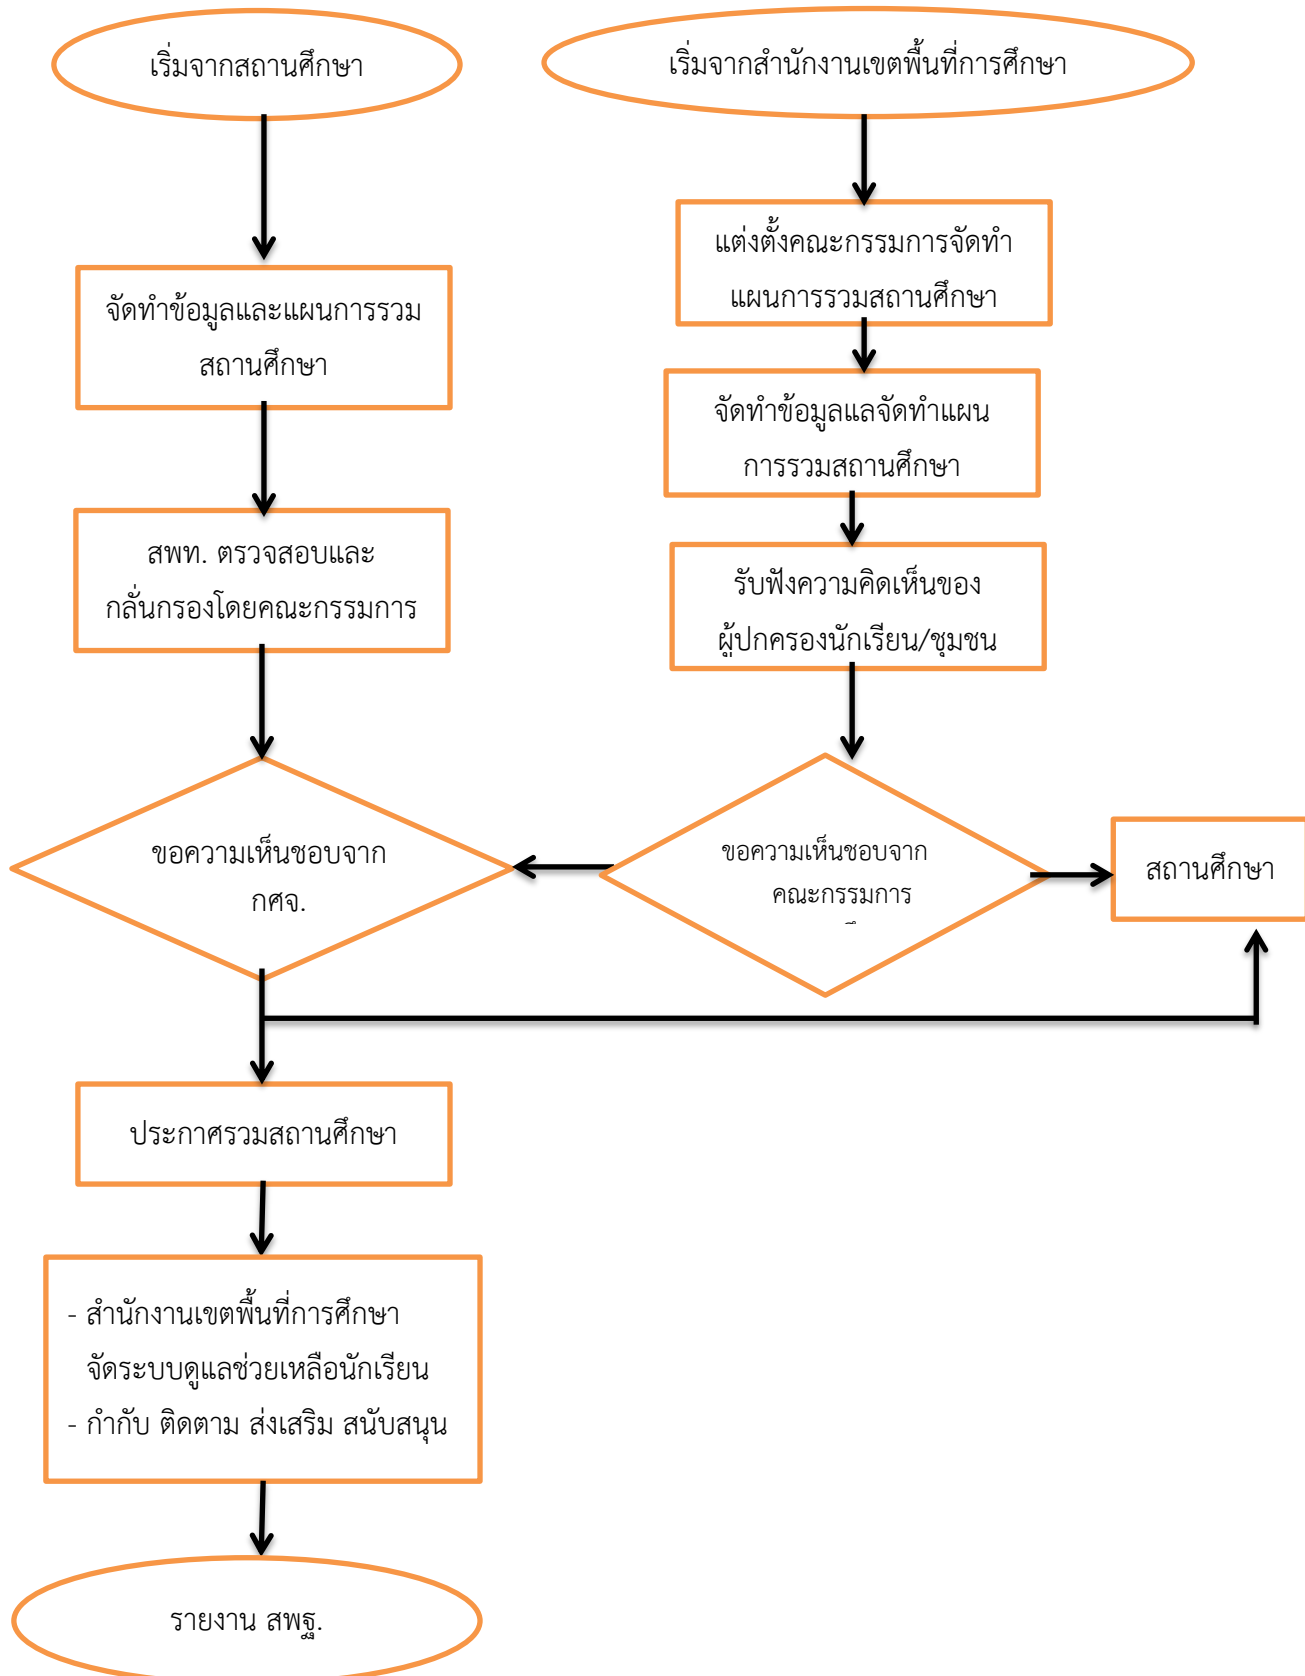 เริ่มจากสถานศึกษา
เริ่มจากสำนักงานเขตพื้นที่การศึกษา
แต่งตั้งคณะกรรมการจัดทำ
แผนการรวมสถานศึกษา
จัดทำข้อมูลและแผนการรวม
สถานศึกษา
จัดทำข้อมูลแลจัดทำแผน
การรวมสถานศึกษา
สพท. ตรวจสอบและ
กลั่นกรองโดยคณะกรรมการ
รับฟังความคิดเห็นของ
ผู้ปกครองนักเรียน/ชุมชน
ขอความเห็นชอบจาก
กศจ.
ขอความเห็นชอบจาก
คณะกรรมการ
สถานศึกษา
ประกาศรวมสถานศึกษา
- สำนักงานเขตพื้นที่การศึกษา
จัดระบบดูแลช่วยเหลือนักเรียน
- กำกับ ติดตาม ส่งเสริม สนับสนุน
รายงาน สพฐ.